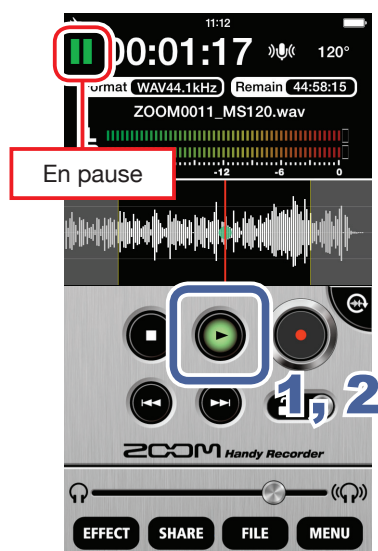 11:12
00:01:17 120°
Format WAV44.1kHz Remain 44:58:15
ZOOM0011_MS120.wav
L
En pause
-12 -6 0
1, 2
ZOOM Handy Recorder
EFFECT SHARE FILE MENU